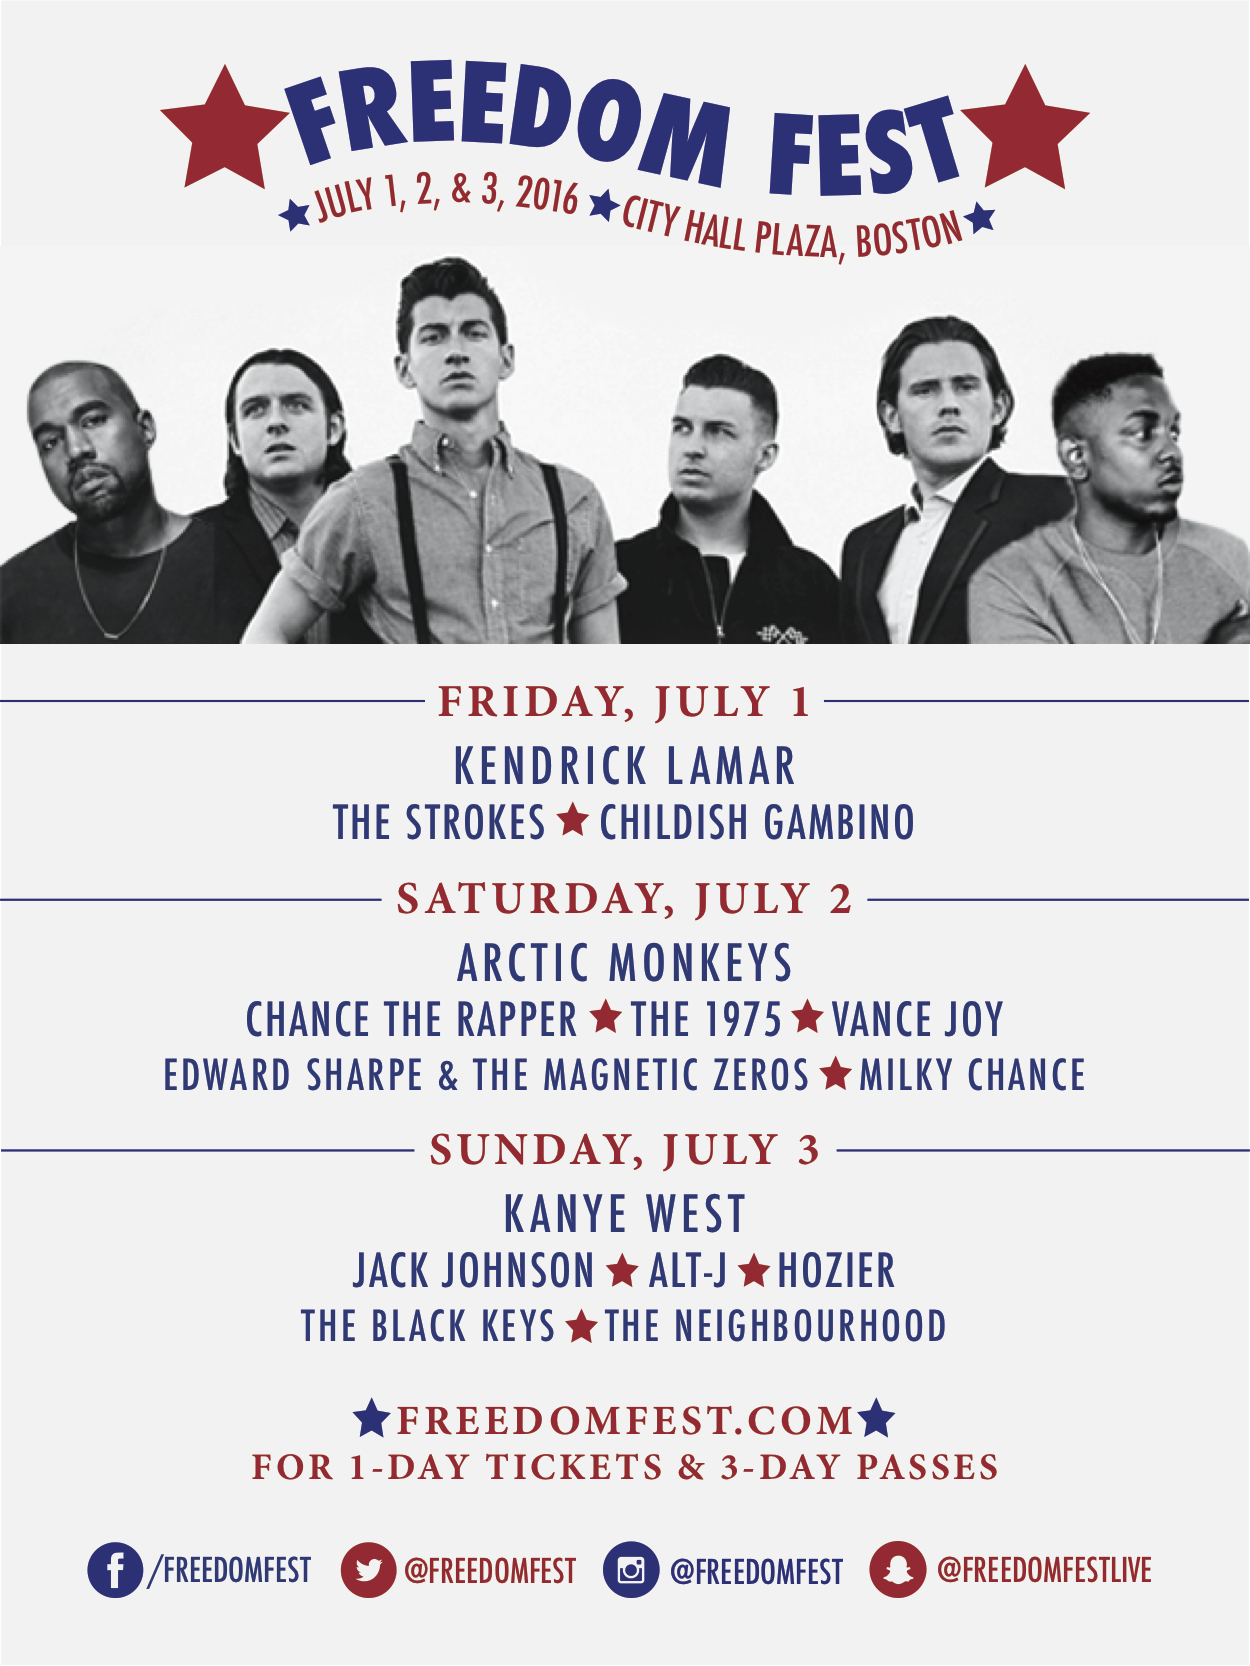 FREEDOM FEST
JULY 1, 2, & 3, 2016 ★ CITY HALL PLAZA, BOSTON
FRIDAY, JULY 1
KENDRICK LAMAR
THE STROKES ★ CHILDISH GAMBINO
SATURDAY, JULY 2
ARCTIC MONKEYS
CHANCE THE RAPPER ★ THE 1975 ★ VANCE JOY
EDWARD SHARPE & THE MAGNETIC ZEROS ★ MILKY CHANCE
SUNDAY, JULY 3
KANYE WEST
JACK JOHNSON ★ ALT-J ★ HOZIER
THE BLACK KEYS ★ THE NEIGHBOURHOOD
★ FREEDOMFEST.COM ★
FOR 1-DAY TICKETS & 3-DAY PASSES
/FREEDOMFEST @FREEDOMFEST @FREEDOMFEST @FREEDOMFESTLIVE